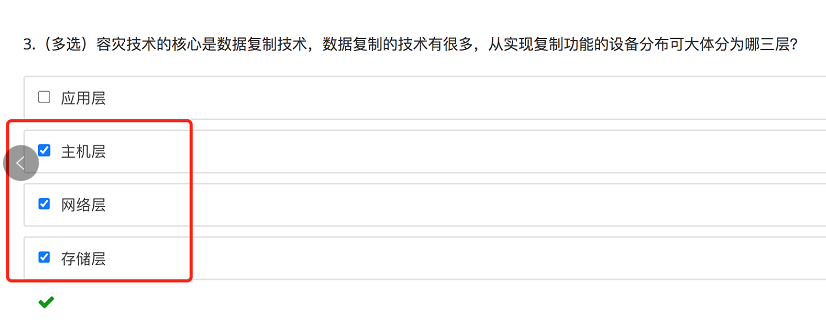 3.（多选）容灾技术的核心是数据复制技术，数据复制的技术有很多，从实现复制功能的设备分布可大体分为哪三层?
应用层
主机层
网络层
存储层